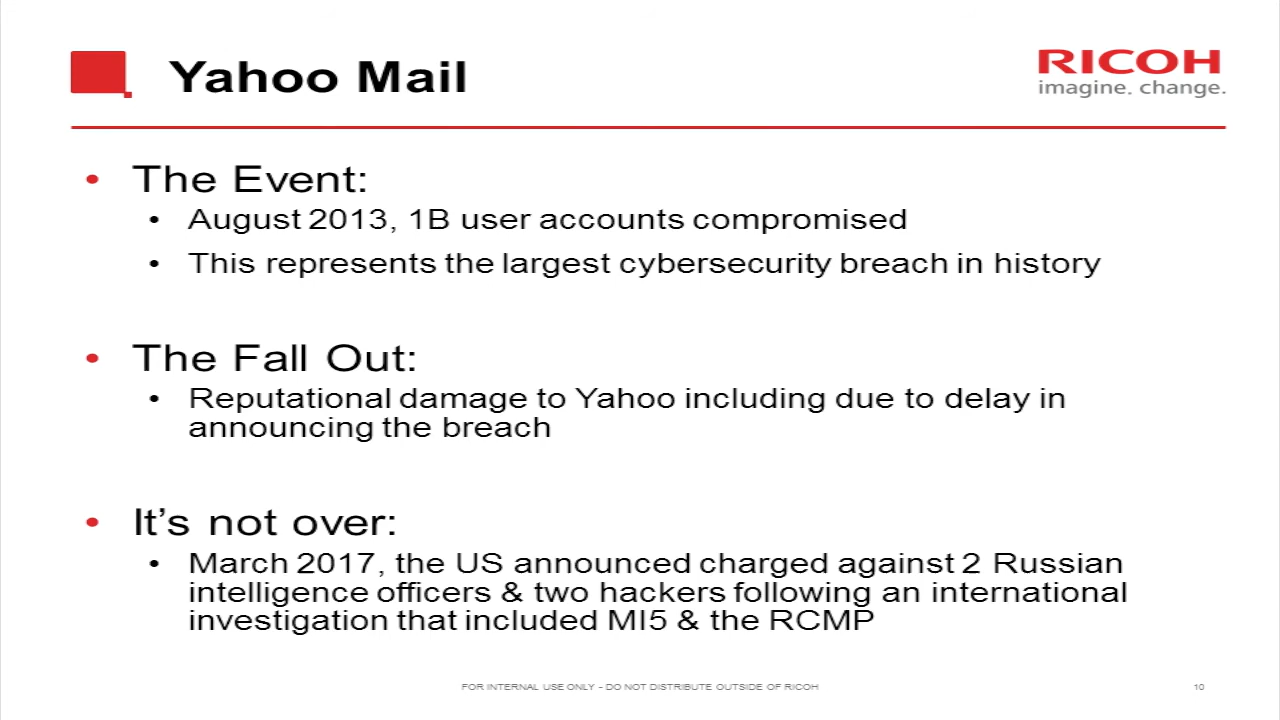 Yahoo Mail
RICOH
imagine. change.
• The Event:
• August 2013, 1B user accounts compromised
• This represents the largest cybersecurity breach in history
• The Fall Out:
• Reputational damage to Yahoo including due to delay in
announcing the breach
• It’s not over:
• March 2017, the US announced charged against 2 Russian
intelligence officers & two hackers following an international
investigation that included MI5 & the RCMP
FOR INTERNAL USE ONLY - DO NOT DISTRIBUTE OUTSIDE OF RICOH
10